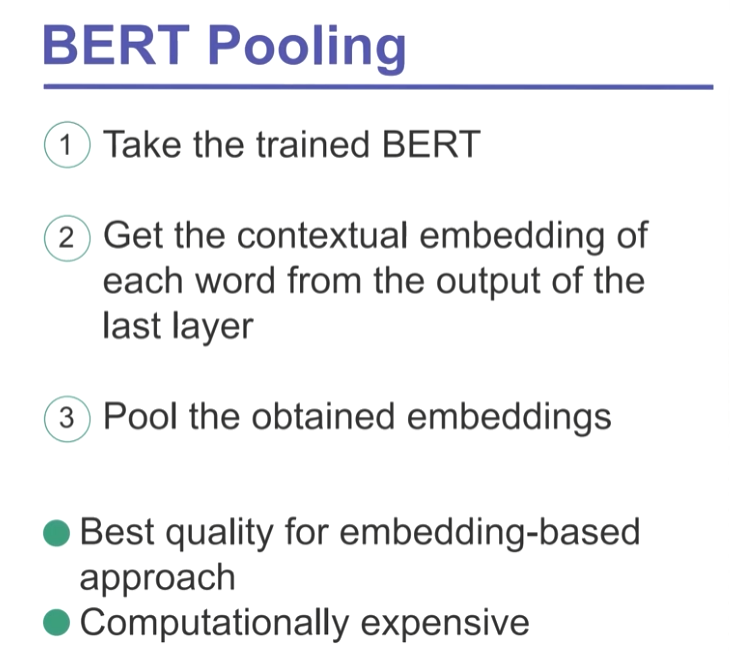 BERT Pooling
1 Take the trained BERT
2 Get the contextual embedding of
each word from the output of the
last layer
3 Pool the obtained embeddings
Best quality for embedding-based
approach
Computationally expensive